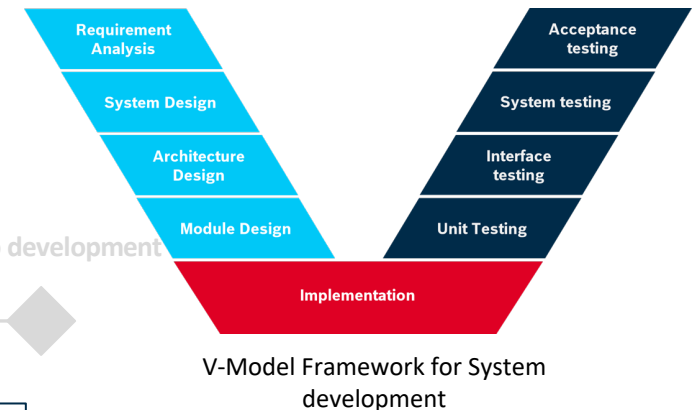 Requirement
Analysis
System Design
Architecture
Design
Module Design
Acceptance
testing
System testing
Interface
testing
Unit Testing
Implementation
development
V-Model Framework for System
development